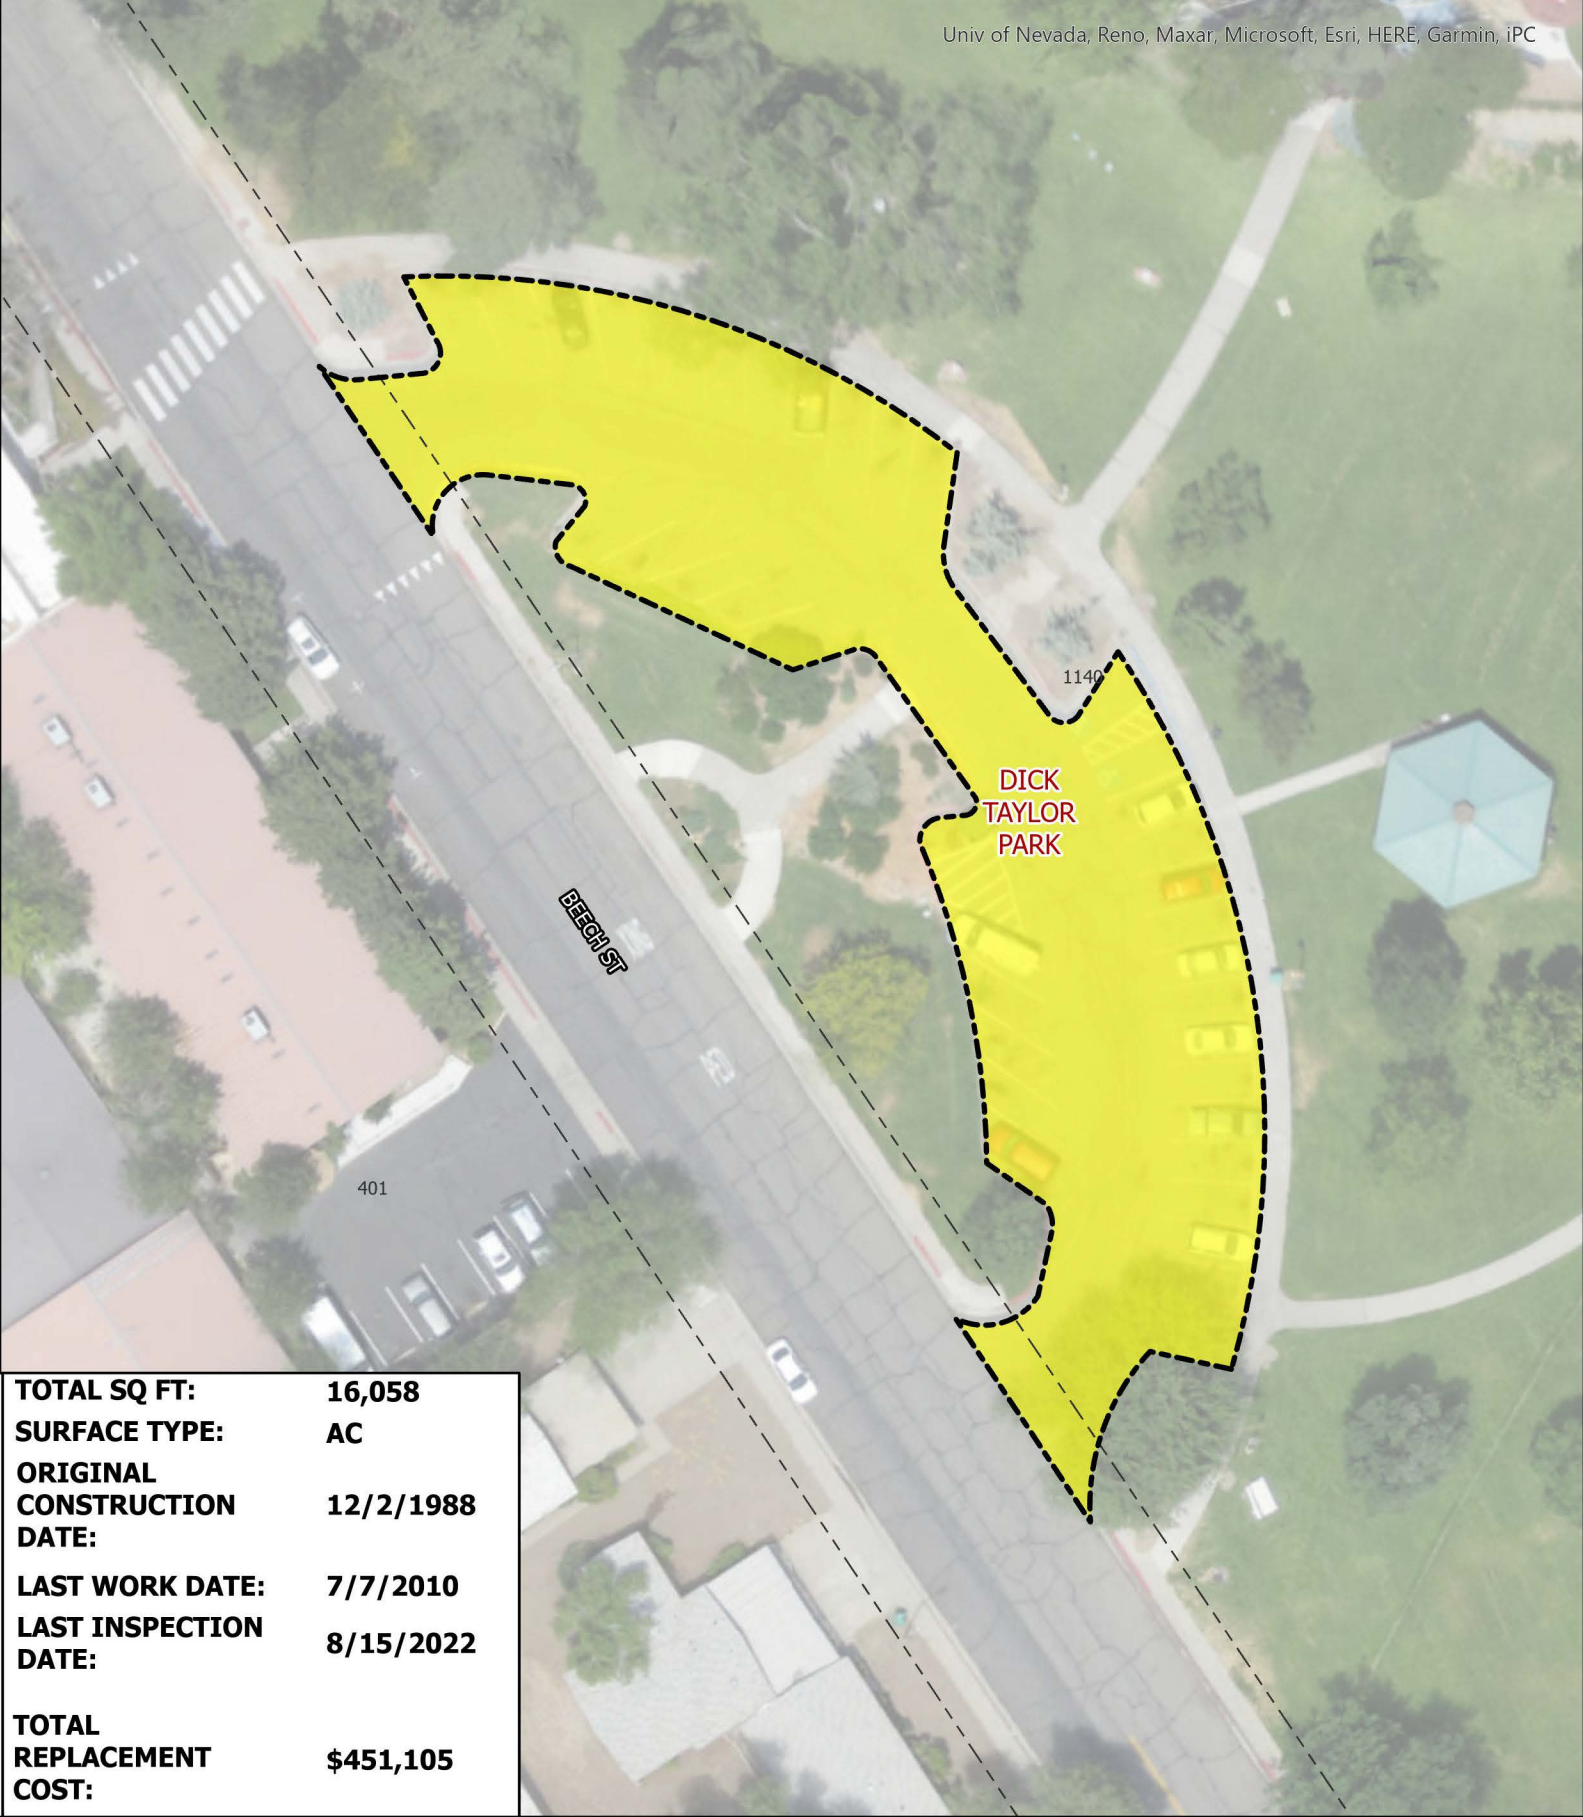 Univ of Nevada, Reno, Maxar, Microsoft, Esri, HERE, Garmin, iPC
1140
DICK
TAYLOR
PARK
BEECH ST
401
TOTAL SQ FT: 16,058
SURFACE TYPE: AC
ORIGINAL
CONSTRUCTION 12/2/1988
DATE:
LAST WORK DATE: 7/7/2010
LAST INSPECTION
DATE: 8/15/2022
TOTAL
REPLACEMENT $451,105
COST: